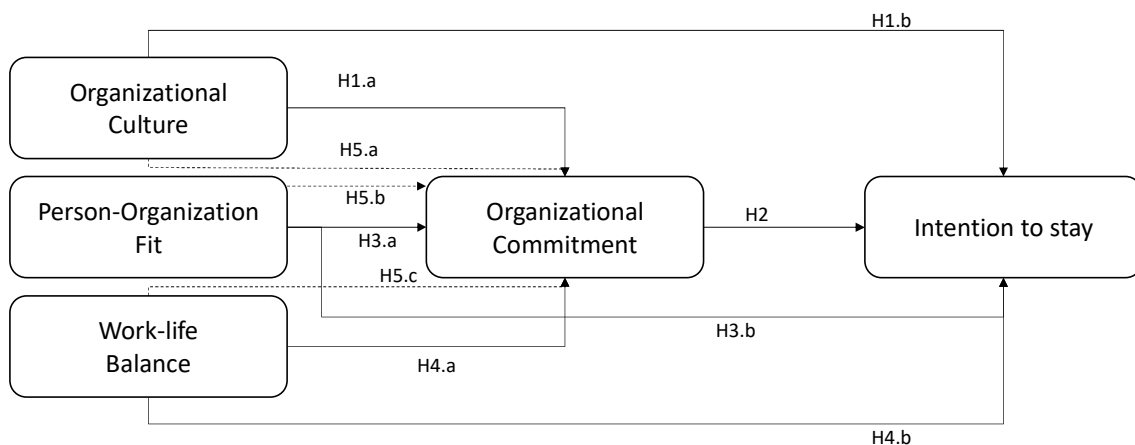 H1.b
Organizational
Culture
H1.a
H5.a
Person-Organization
Fit
H5.b
H3.a
Organizational
Commitment
H2
Intention to stay
H5.c
Work-life
Balance
H3.b
H4.a
H4.b